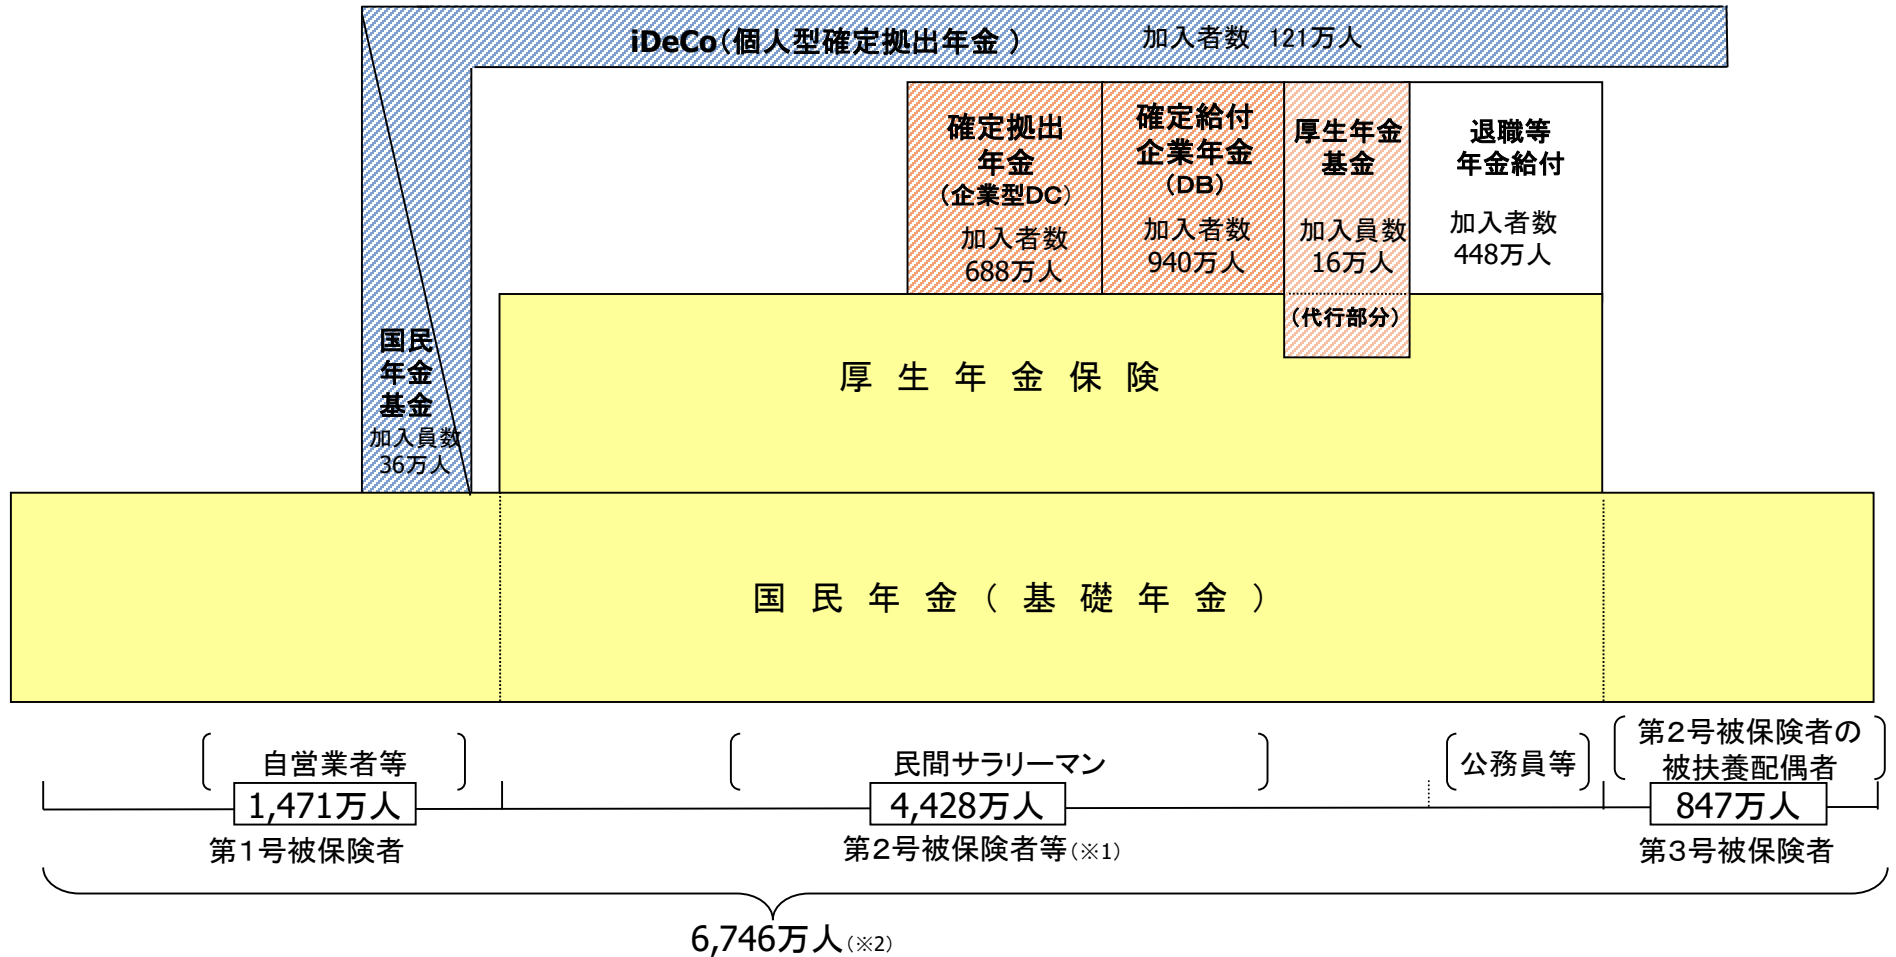 iDeCo(個人型確定拠出年金 )
加入者数 121万人
確定拠出
年金
(企業型DC)
加入者数
688万人
確定給付
企業年金
(DB)
加入者数
940万人
厚生年金
基金
加入員数
16万人
(代行部分)
退職等
年金給付
加入者数
448万人
国民
年金
基金
加入員数
36万人
厚生年金保険
国民年金(基礎年金)
自営業者等
1,471万人
第1号被保険者
民間サラリーマン
4,428万人
第2号被保険者等(※1)
公務員等
第2号被保険者の
被扶養配偶者
847万人
第3号被保険者
6,746万人(※2)